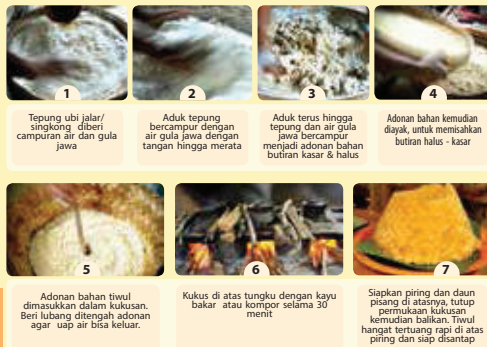 1
Tepung ubi jalar/
singkong diberi
campuran air dan gula
jawa
2
Aduk tepung
bercampur dengan
air gula jawa dengan
tangan hingga merata
3
Aduk terus hingga
tepung dan air gula
jawa bercampur
menjadi adonan bahan
butiran kasar & halus
4
Adonan bahan kemudian
diayak, untuk memisahkan
butiran halus - kasar
5
Adonan bahan tiwul
dimasukkan dalam kukusan.
Beri lubang ditengah adonan
agar uap air bisa keluar.
6
Kukus di atas tungku dengan kayu
bakar atau kompor selama 30
menit
7
Siapkan piring dan daun
pisang di atasnya, tutup
permukaan kukusan
kemudian balikan. Tiwul
hangat tertuang rapi di atas
piring dan siap disantap